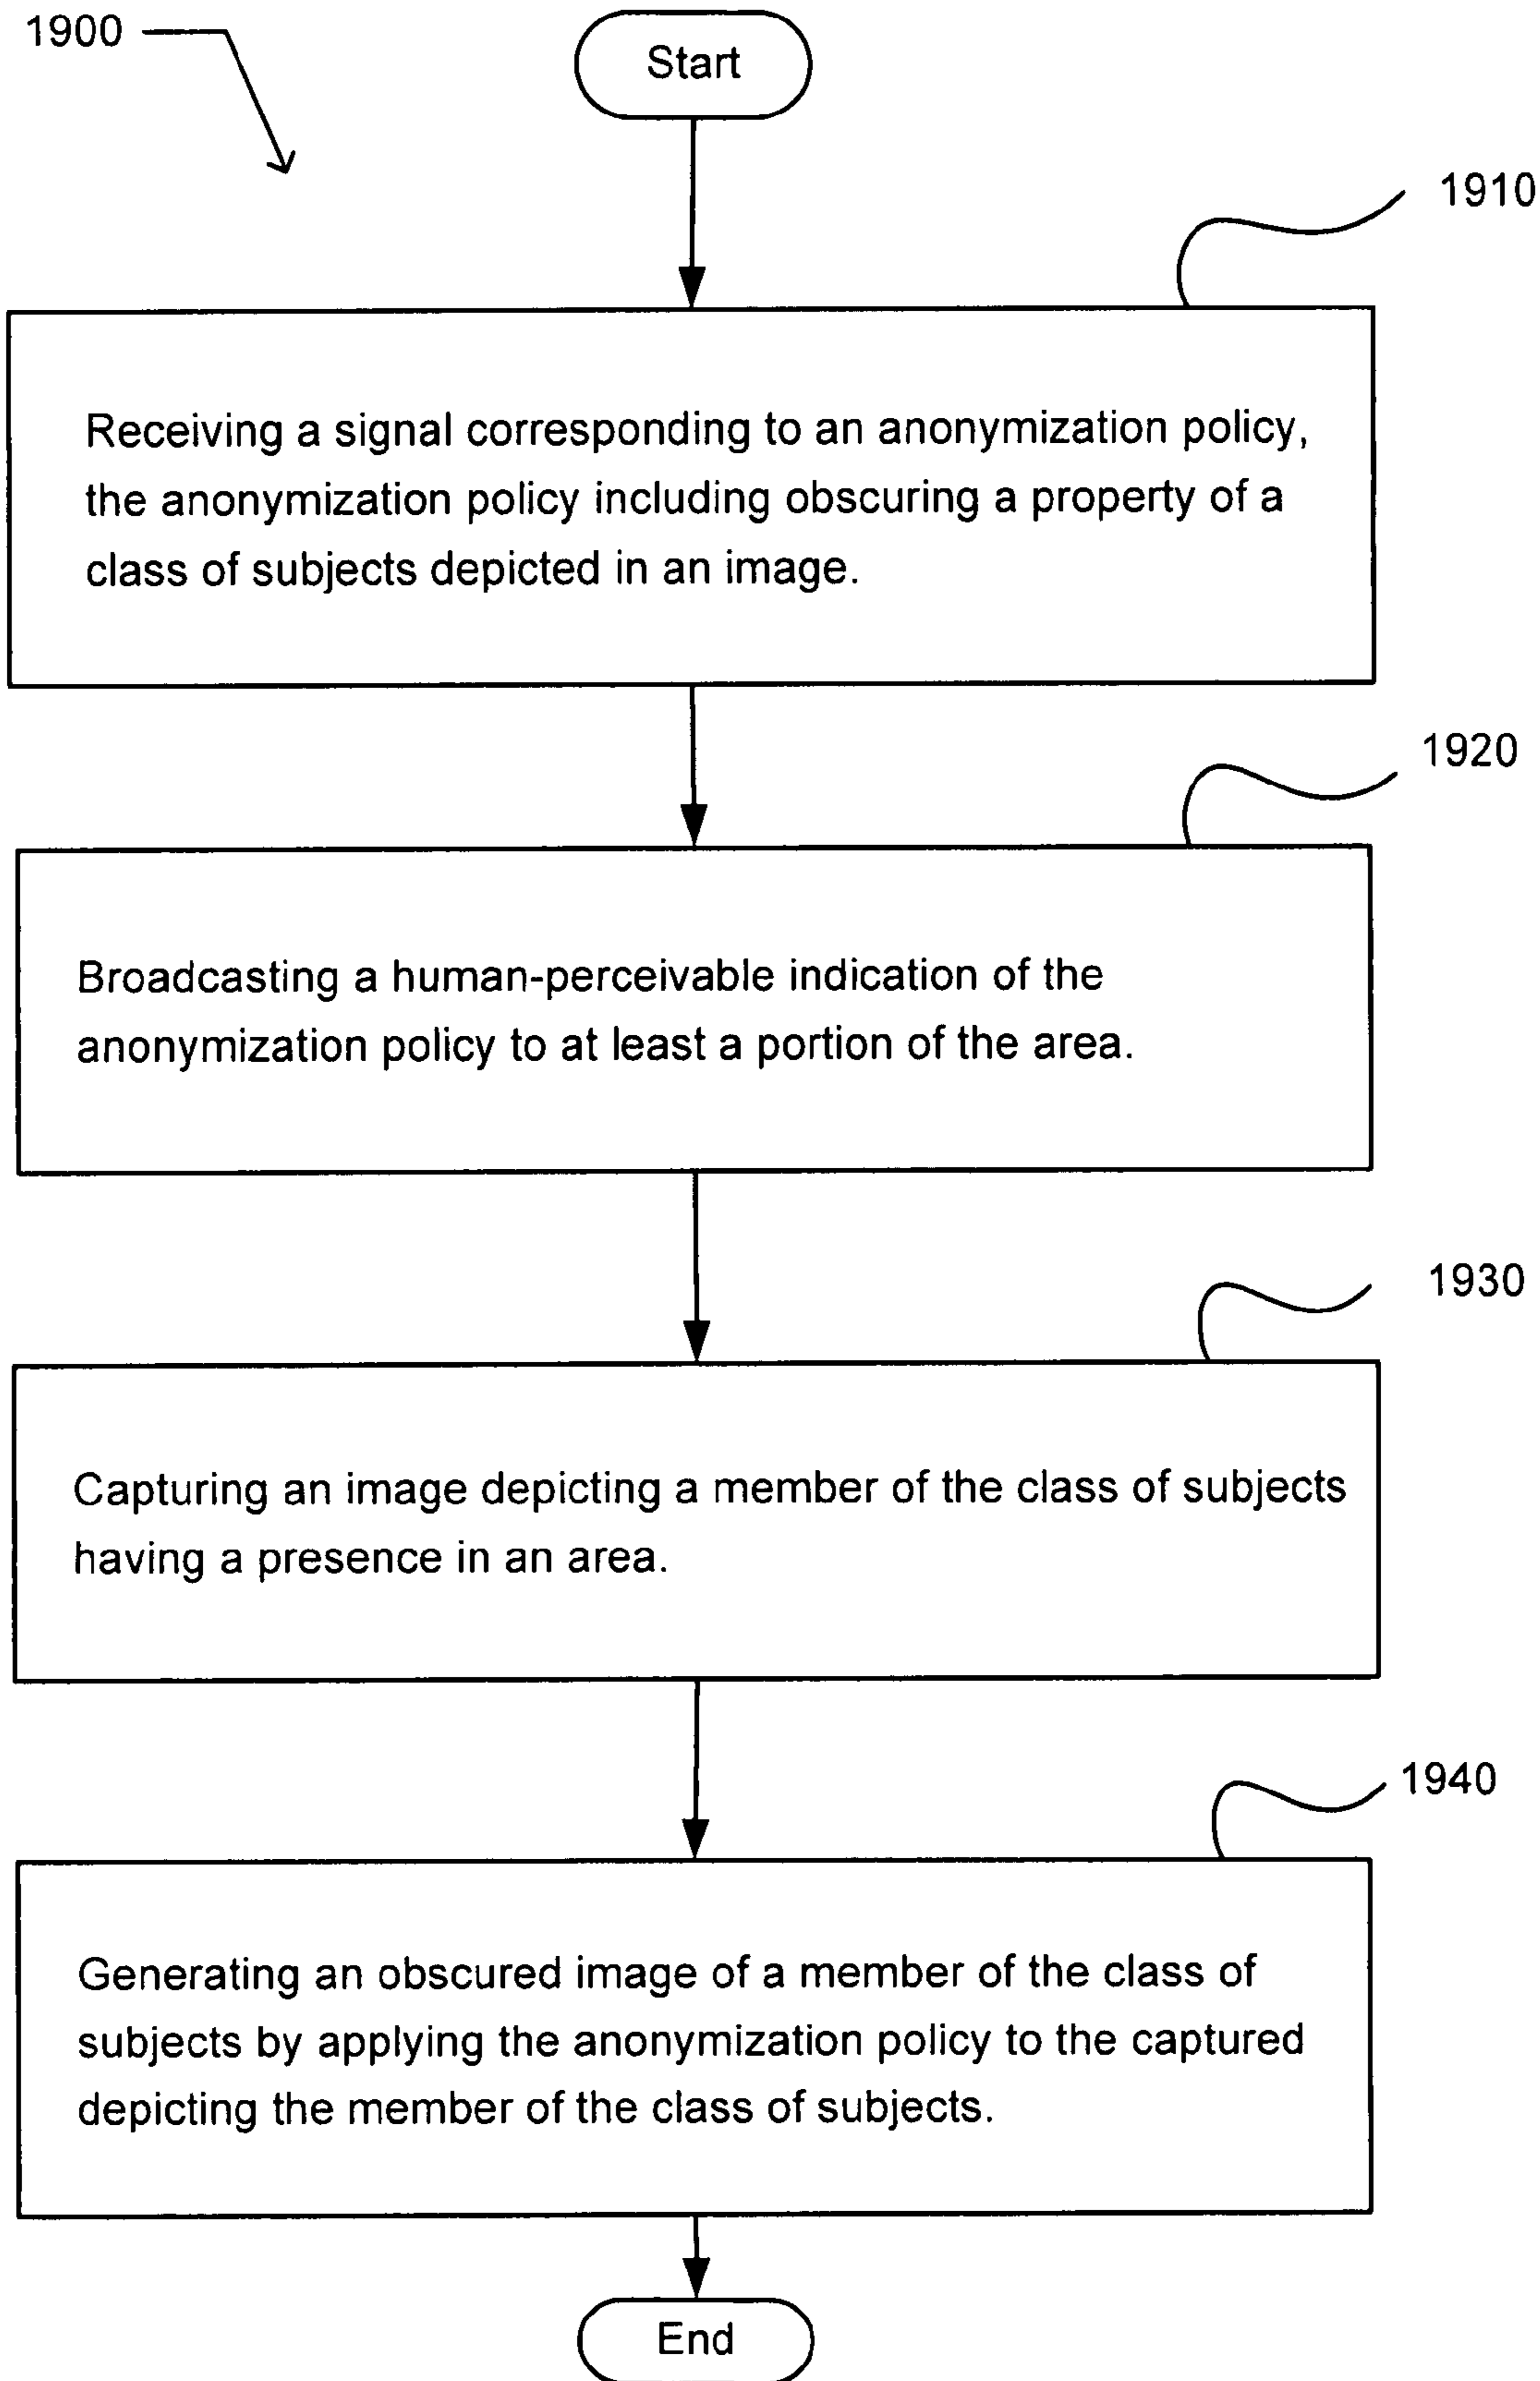 1900
Start
1910
Receiving a signal corresponding to an anonymization policy,
the anonymization policy including obscuring a property of a
class of subjects depicted in an image.
1920
Broadcasting a human-perceivable indication of the
anonymization policy to at least a portion of the area.
1930
Capturing an image depicting a member of the class of subjects
having a presence in an area.
1940
Generating an obscured image of a member of the class of
subjects by applying the anonymization policy to the captured
depicting the member of the class of subjects.
End